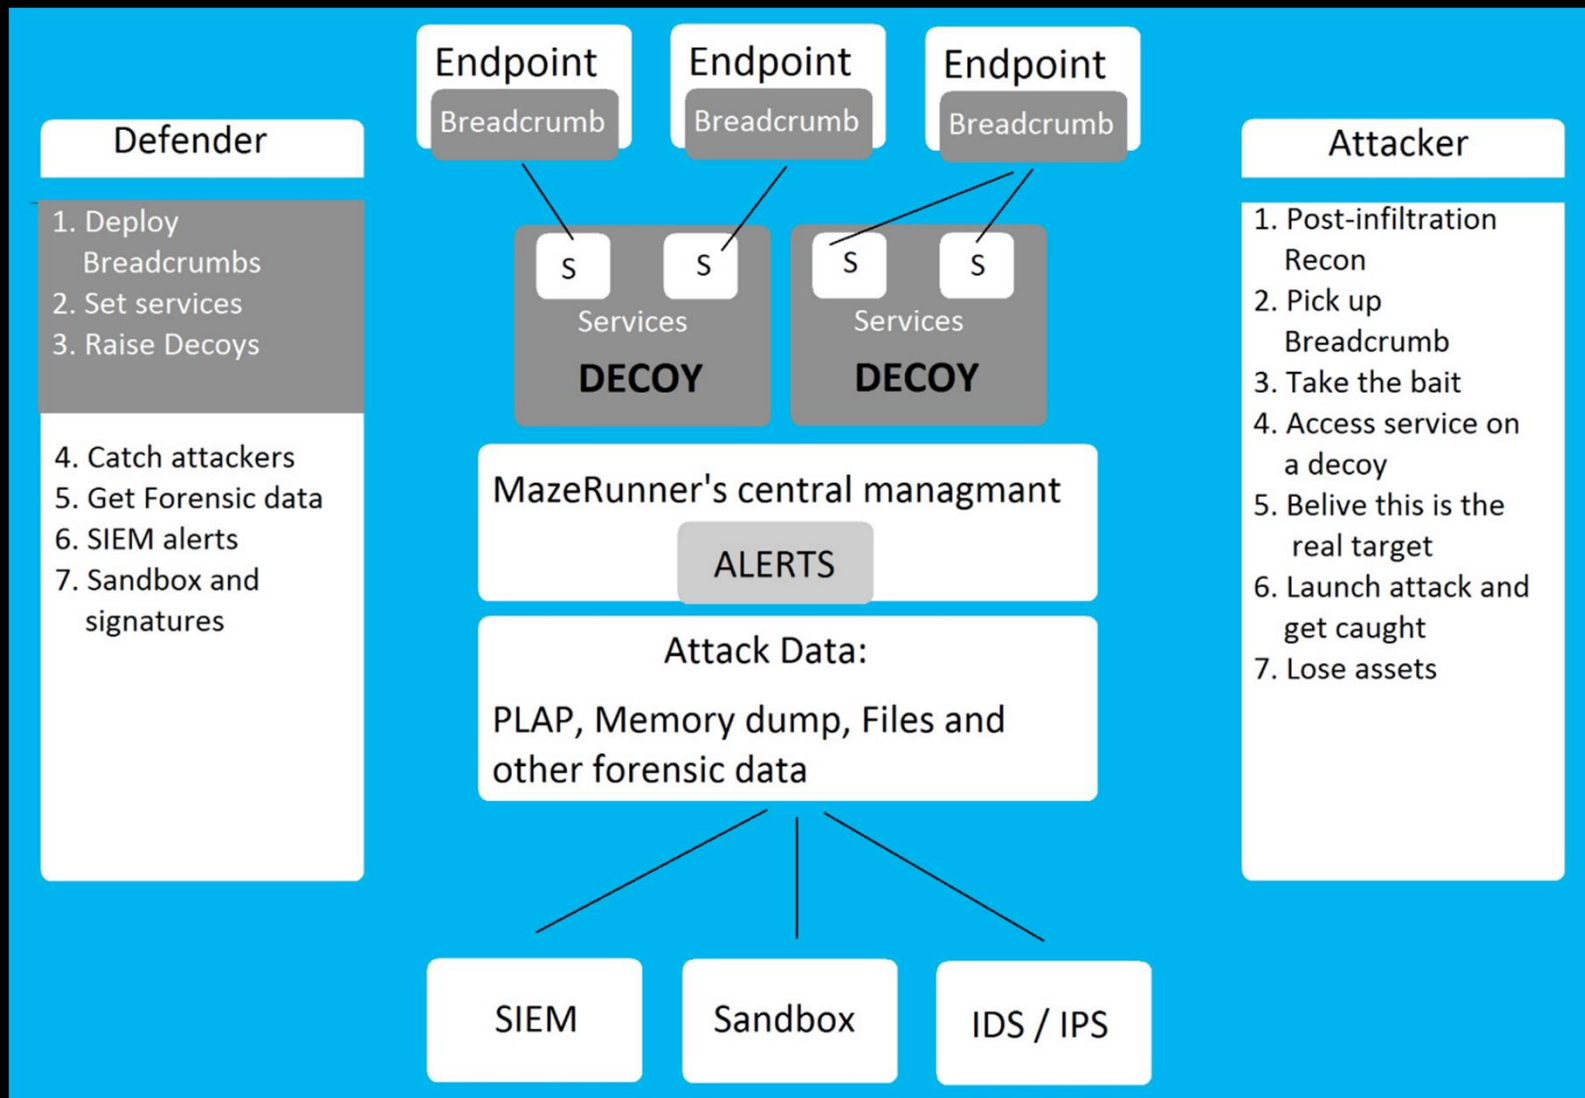 Endpoint
Breadcrumb
Endpoint
Breadcrumb
Endpoint
Breadcrumb
Defender
1. Deploy
Breadcrumbs
2. Set services
3. Raise Decoys
4. Catch attackers
5. Get Forensic data
6. SIEM alerts
7. Sandbox and
signatures
S
S
Services
DECOY
S
S
Services
DECOY
MazeRunner's central managmant
ALERTS
Attack Data:
PLAP, Memory dump, Files and
other forensic data
SIEM
Sandbox
IDS / IPS
Attacker
1. Post-infiltration
Recon
2. Pick up
Breadcrumb
3. Take the bait
4. Access service on
a decoy
5. Belive this is the
real target
6. Launch attack and
get caught
7. Lose assets